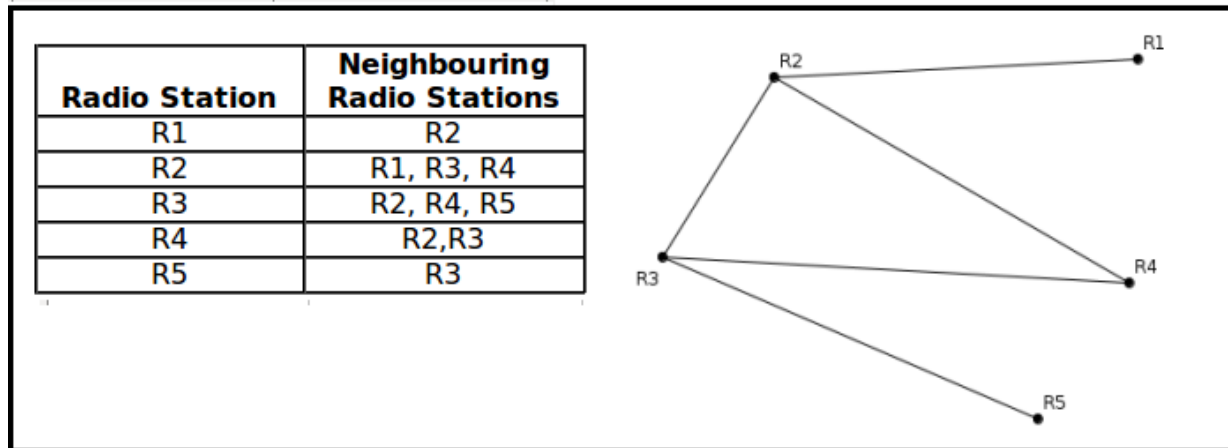 Radio Station Neighbouring Radio Stations
R1 R2
R2 R1, R3, R4
R3 R2, R4, R5
R4 R2,R3
R5 R3
R1
R2
R3
R4
R5